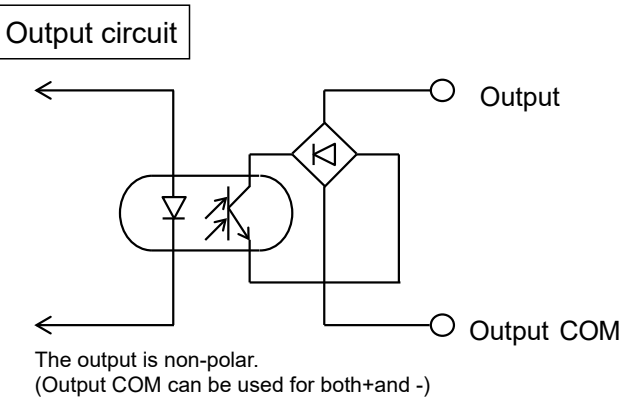 Output circuit
Output
Output COM
The output is non-polar.
(Output COM can be used for both+and -)